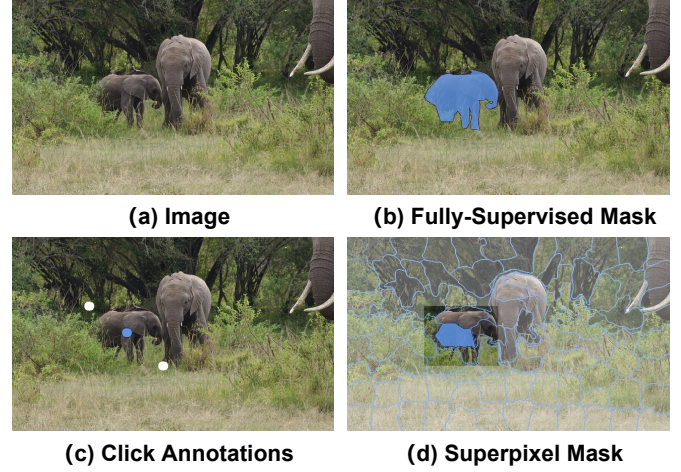 (a) Image
(b) Fully-Supervised Mask
(c) Click Annotations
(d) Superpixel Mask